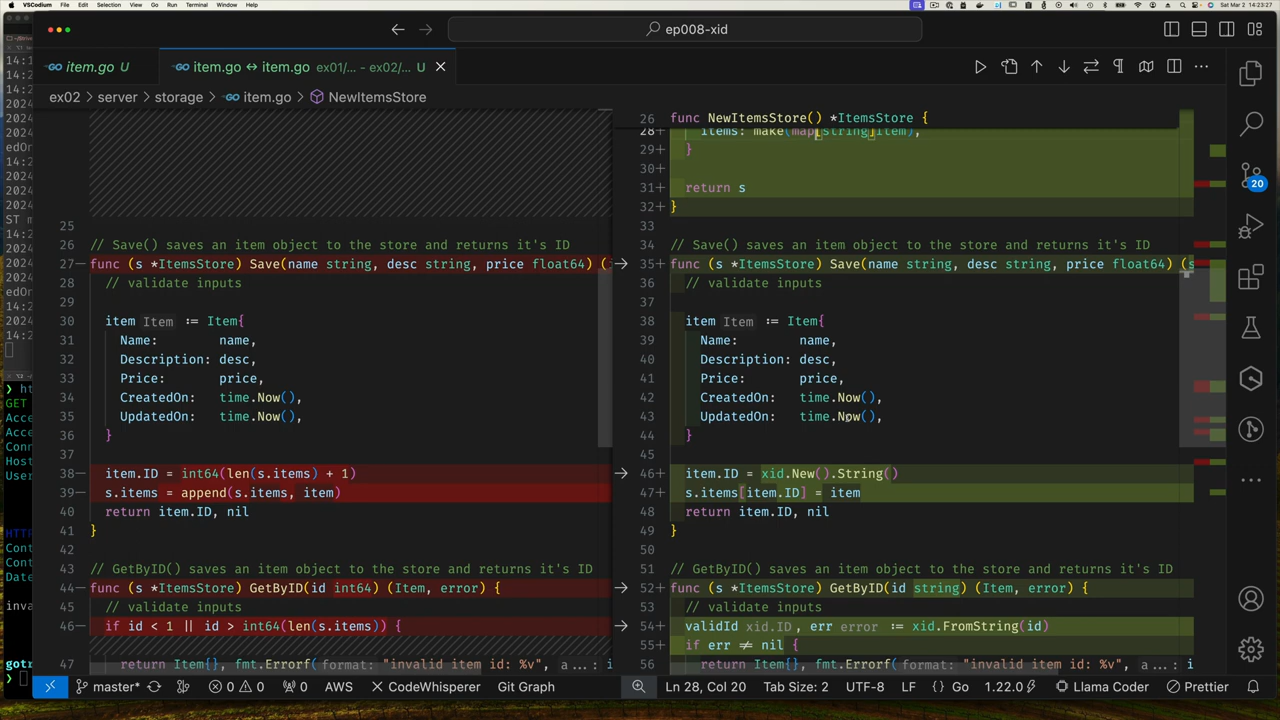 VSCodium File Edit Selection View Go Run Terminal Window Help Sat Mar 2 14:23:27
ep008-xid
item.go U
item.go ↔ item.go ex01/... – ex02/... U
ex02 > server > storage > item.go > NewItemsStore
26 func NewItemsStore() *ItemsStore {
28+ items: make(map[string]Item),
29+ }
30+
31+ return s
32+ }
25
26 // Save() saves an item object to the store and returns it's ID
27− func (s *ItemsStore) Save(name string, desc string, price float64) (i
28 // validate inputs
30 item Item := Item{
31 Name: name,
32 Description: desc,
33 Price: price,
34 CreatedOn: time.Now(),
35 UpdatedOn: time.Now(),
36 }
37
38− item.ID = int64(len(s.items) + 1)
39− s.items = append(s.items, item)
40 return item.ID, nil
41 }
42
43 // GetByID() saves an item object to the store and returns it's ID
44− func (s *ItemsStore) GetByID(id int64) (Item, error) {
45 // validate inputs
46− if id < 1 || id > int64(len(s.items)) {
47 return Item{}, fmt.Errorf(format: "invalid item id: %v", a...: i
33
34 // Save() saves an item object to the store and returns it's ID
35+ func (s *ItemsStore) Save(name string, desc string, price float64) (s
36 // validate inputs
37
38 item Item := Item{
39 Name: name,
40 Description: desc,
41 Price: price,
42 CreatedOn: time.Now(),
43 UpdatedOn: time.Now(),
44 }
45
46+ item.ID = xid.New().String()
47+ s.items[item.ID] = item
48 return item.ID, nil
49 }
50
51 // GetByID() saves an item object to the store and returns it's ID
52+ func (s *ItemsStore) GetByID(id string) (Item, error) {
53 // validate inputs
54+ validId xid.ID, err error := xid.FromString(id)
55+ if err ≠ nil {
56 return Item{}, fmt.Errorf(format: "invalid item id: %v", a...: i
20
master* 0 0 0 AWS CodeWhisperer Git Graph Ln 28, Col 20 Tab Size: 2 UTF-8 LF {} Go 1.22.0 Llama Coder Prettier